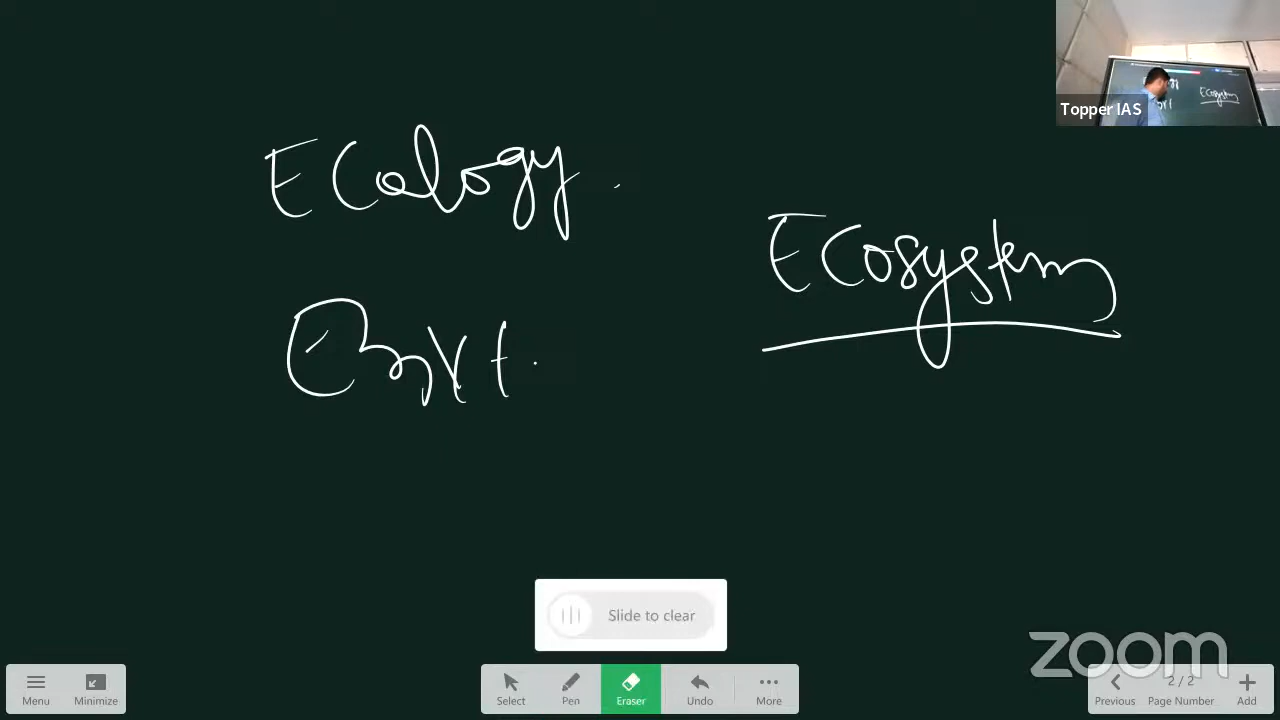 Topper IAS
Ecology.
Ecosystem
Envt.
Slide to clear
zoom
Menu
Minimize
Select
Pen
Eraser
Undo
More
Previous
2 / 2
Page Number
Add